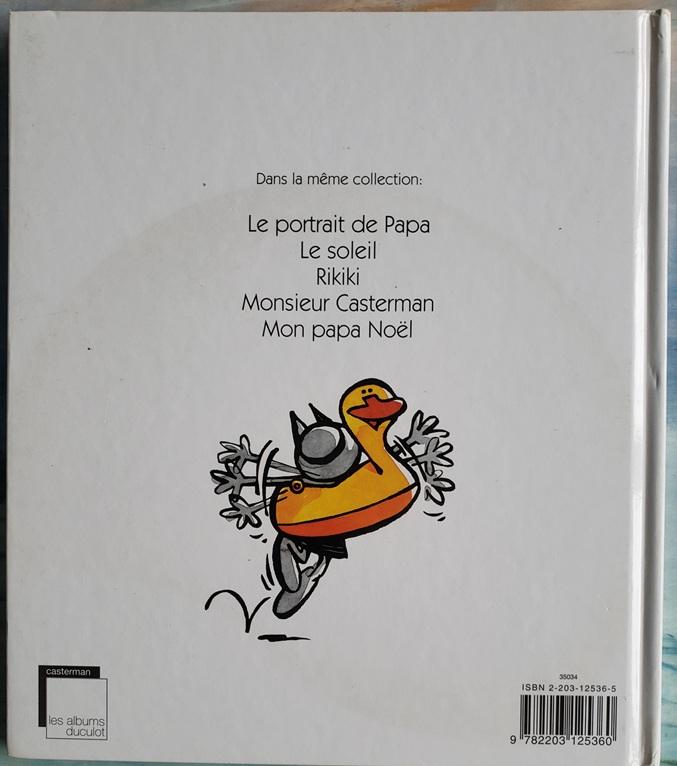 Dans la même collection:
Le portrait de Papa
Le soleil
Rikiki
Monsieur Casterman
Mon papa Noël
casterman
les albums
duculot
35034
ISBN 2-203-12536-5
9 782203 125360